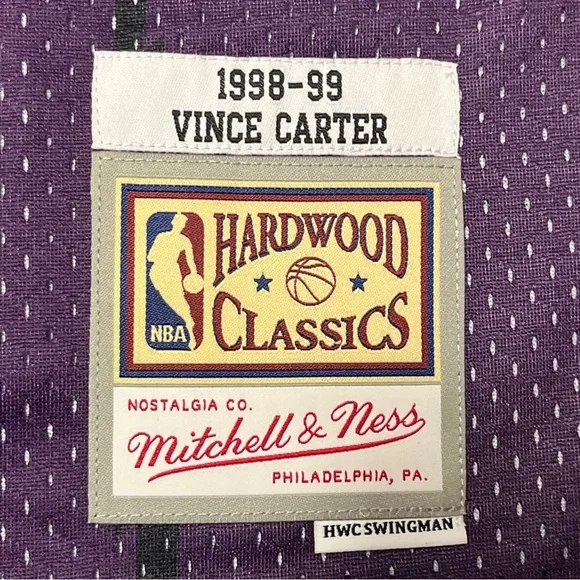 1998-99
VINCE CARTER
HARDWOOD
CLASSICS
NBA
NOSTALGIA CO.
Mitchell & Ness
PHILADELPHIA, PA.
HWC SWINGMAN